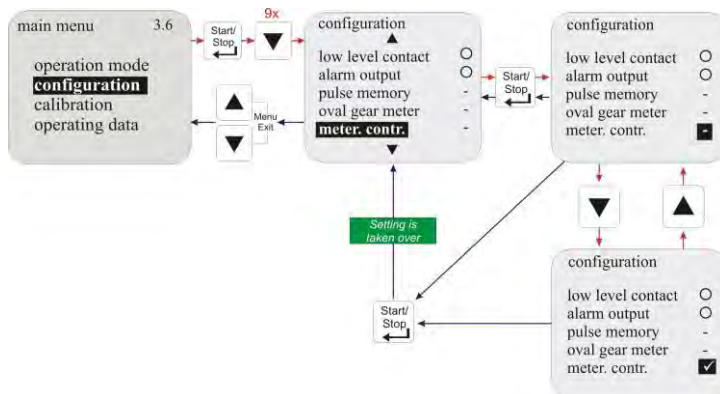 main menu 3.6
operation mode
configuration
calibration
operating data
Start/
Stop
9x
Menu
Exit
configuration
low level contact
alarm output
pulse memory -
oval gear meter -
meter. contr. -
Start/
Stop
configuration
low level contact
alarm output
pulse memory -
oval gear meter -
meter. contr. -
Setting is
taken over
Start/
Stop
configuration
low level contact
alarm output
pulse memory -
oval gear meter -
meter. contr. ✓